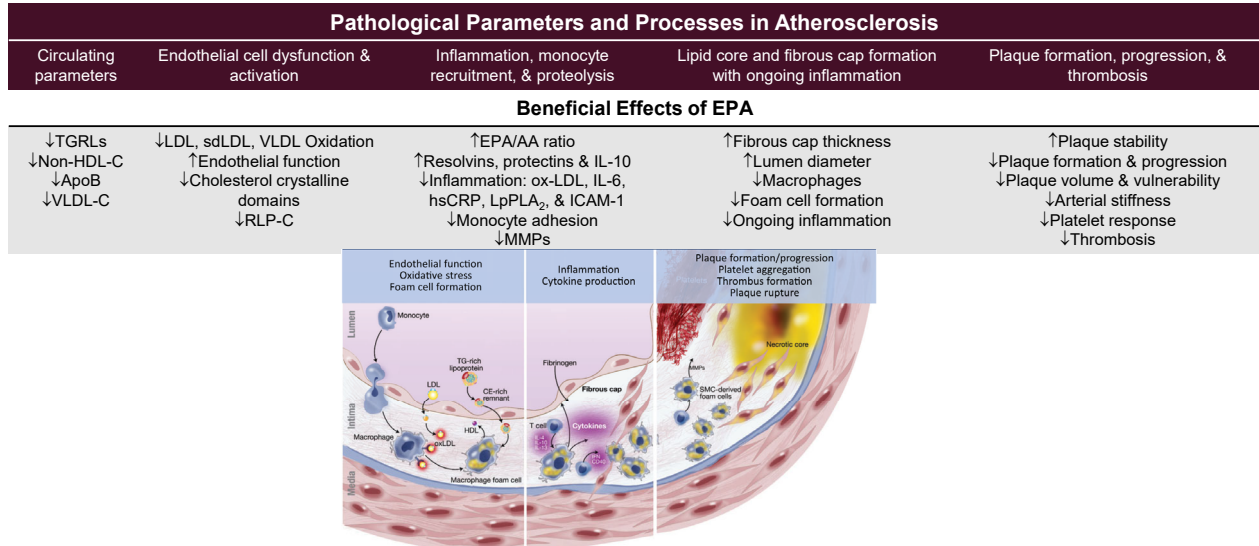 Pathological Parameters and Processes in Atherosclerosis
Circulating
parameters
Endothelial cell dysfunction &
activation
Inflammation, monocyte
recruitment, & proteolysis
Lipid core and fibrous cap formation
with ongoing inflammation
Plaque formation, progression, &
thrombosis
Beneficial Effects of EPA
↓TGRLs
↓Non-HDL-C
↓ApoB
↓VLDL-C
↓LDL, sdLDL, VLDL Oxidation
↑Endothelial function
↓Cholesterol crystalline
domains
↓RLP-C
↑EPA/AA ratio
↑Resolvins, protectins & IL-10
↓Inflammation: ox-LDL, IL-6,
hsCRP, LpPLA₂, & ICAM-1
↓Monocyte adhesion
↓MMPs
↑Fibrous cap thickness
↑Lumen diameter
↓Macrophages
↓Foam cell formation
↓Ongoing inflammation
↑Plaque stability
↓Plaque formation & progression
↓Plaque volume & vulnerability
↓Arterial stiffness
↓Platelet response
↓Thrombosis
Endothelial function
Oxidative stress
Foam cell formation
Inflammation
Cytokine production
Plaque formation/progression
Platelet aggregation
Thrombus formation
Plaque rupture
Lumen
Intima
Media
Monocyte
LDL
TG-rich
lipoprotein
CE-rich
remnant
HDL
Macrophage
oxLDL
Macrophage foam cell
Fibrinogen
Fibrous cap
T cell
Cytokines
Necrotic core
MMPs
SMC-derived
foam cells